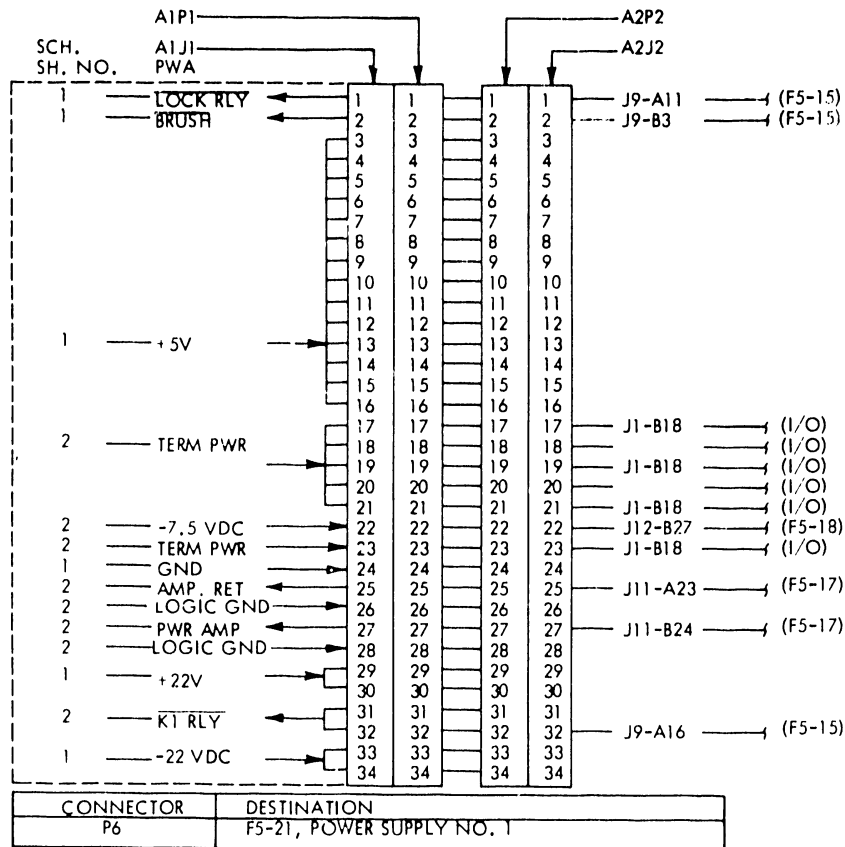 A1P1 A2P2
SCH. A1J1 A2J2
SH. NO. PWA
1 LOCK RLY 1 1 1 1 J9-A11 (F5-15)
1 BRUSH 2 2 2 2 J9-B3 (F5-15)
3 3 3 3
4 4 4 4
5 5 5 5
6 6 6 6
7 7 7 7
8 8 8 8
9 9 9 9
10 10 10 10
11 11 11 11
12 12 12 12
1 +5V 13 13 13 13
14 14 14 14
15 15 15 15
16 16 16 16
17 17 17 17 J1-B18 (I/O)
2 TERM PWR 18 18 18 18 (I/O)
19 19 19 19 J1-B18 (I/O)
20 20 20 20 (I/O)
21 21 21 21 J1-B18 (I/O)
2 -7.5 VDC 22 22 22 22 J12-B27 (F5-18)
2 TERM PWR 23 23 23 23 J1-B18 (I/O)
1 GND 24 24 24 24
2 AMP. RET 25 25 25 25 J11-A23 (F5-17)
2 LOGIC GND 26 26 26 26
2 PWR AMP 27 27 27 27 J11-B24 (F5-17)
2 LOGIC GND 28 28 28 28
1 +22V 29 29 29 29
30 30 30 30
2 K1 RLY 31 31 31 31
32 32 32 32 J9-A16 (F5-15)
1 -22 VDC 33 33 33 33
34 34 34 34
CONNECTOR DESTINATION
P6 F5-21, POWER SUPPLY NO. 1